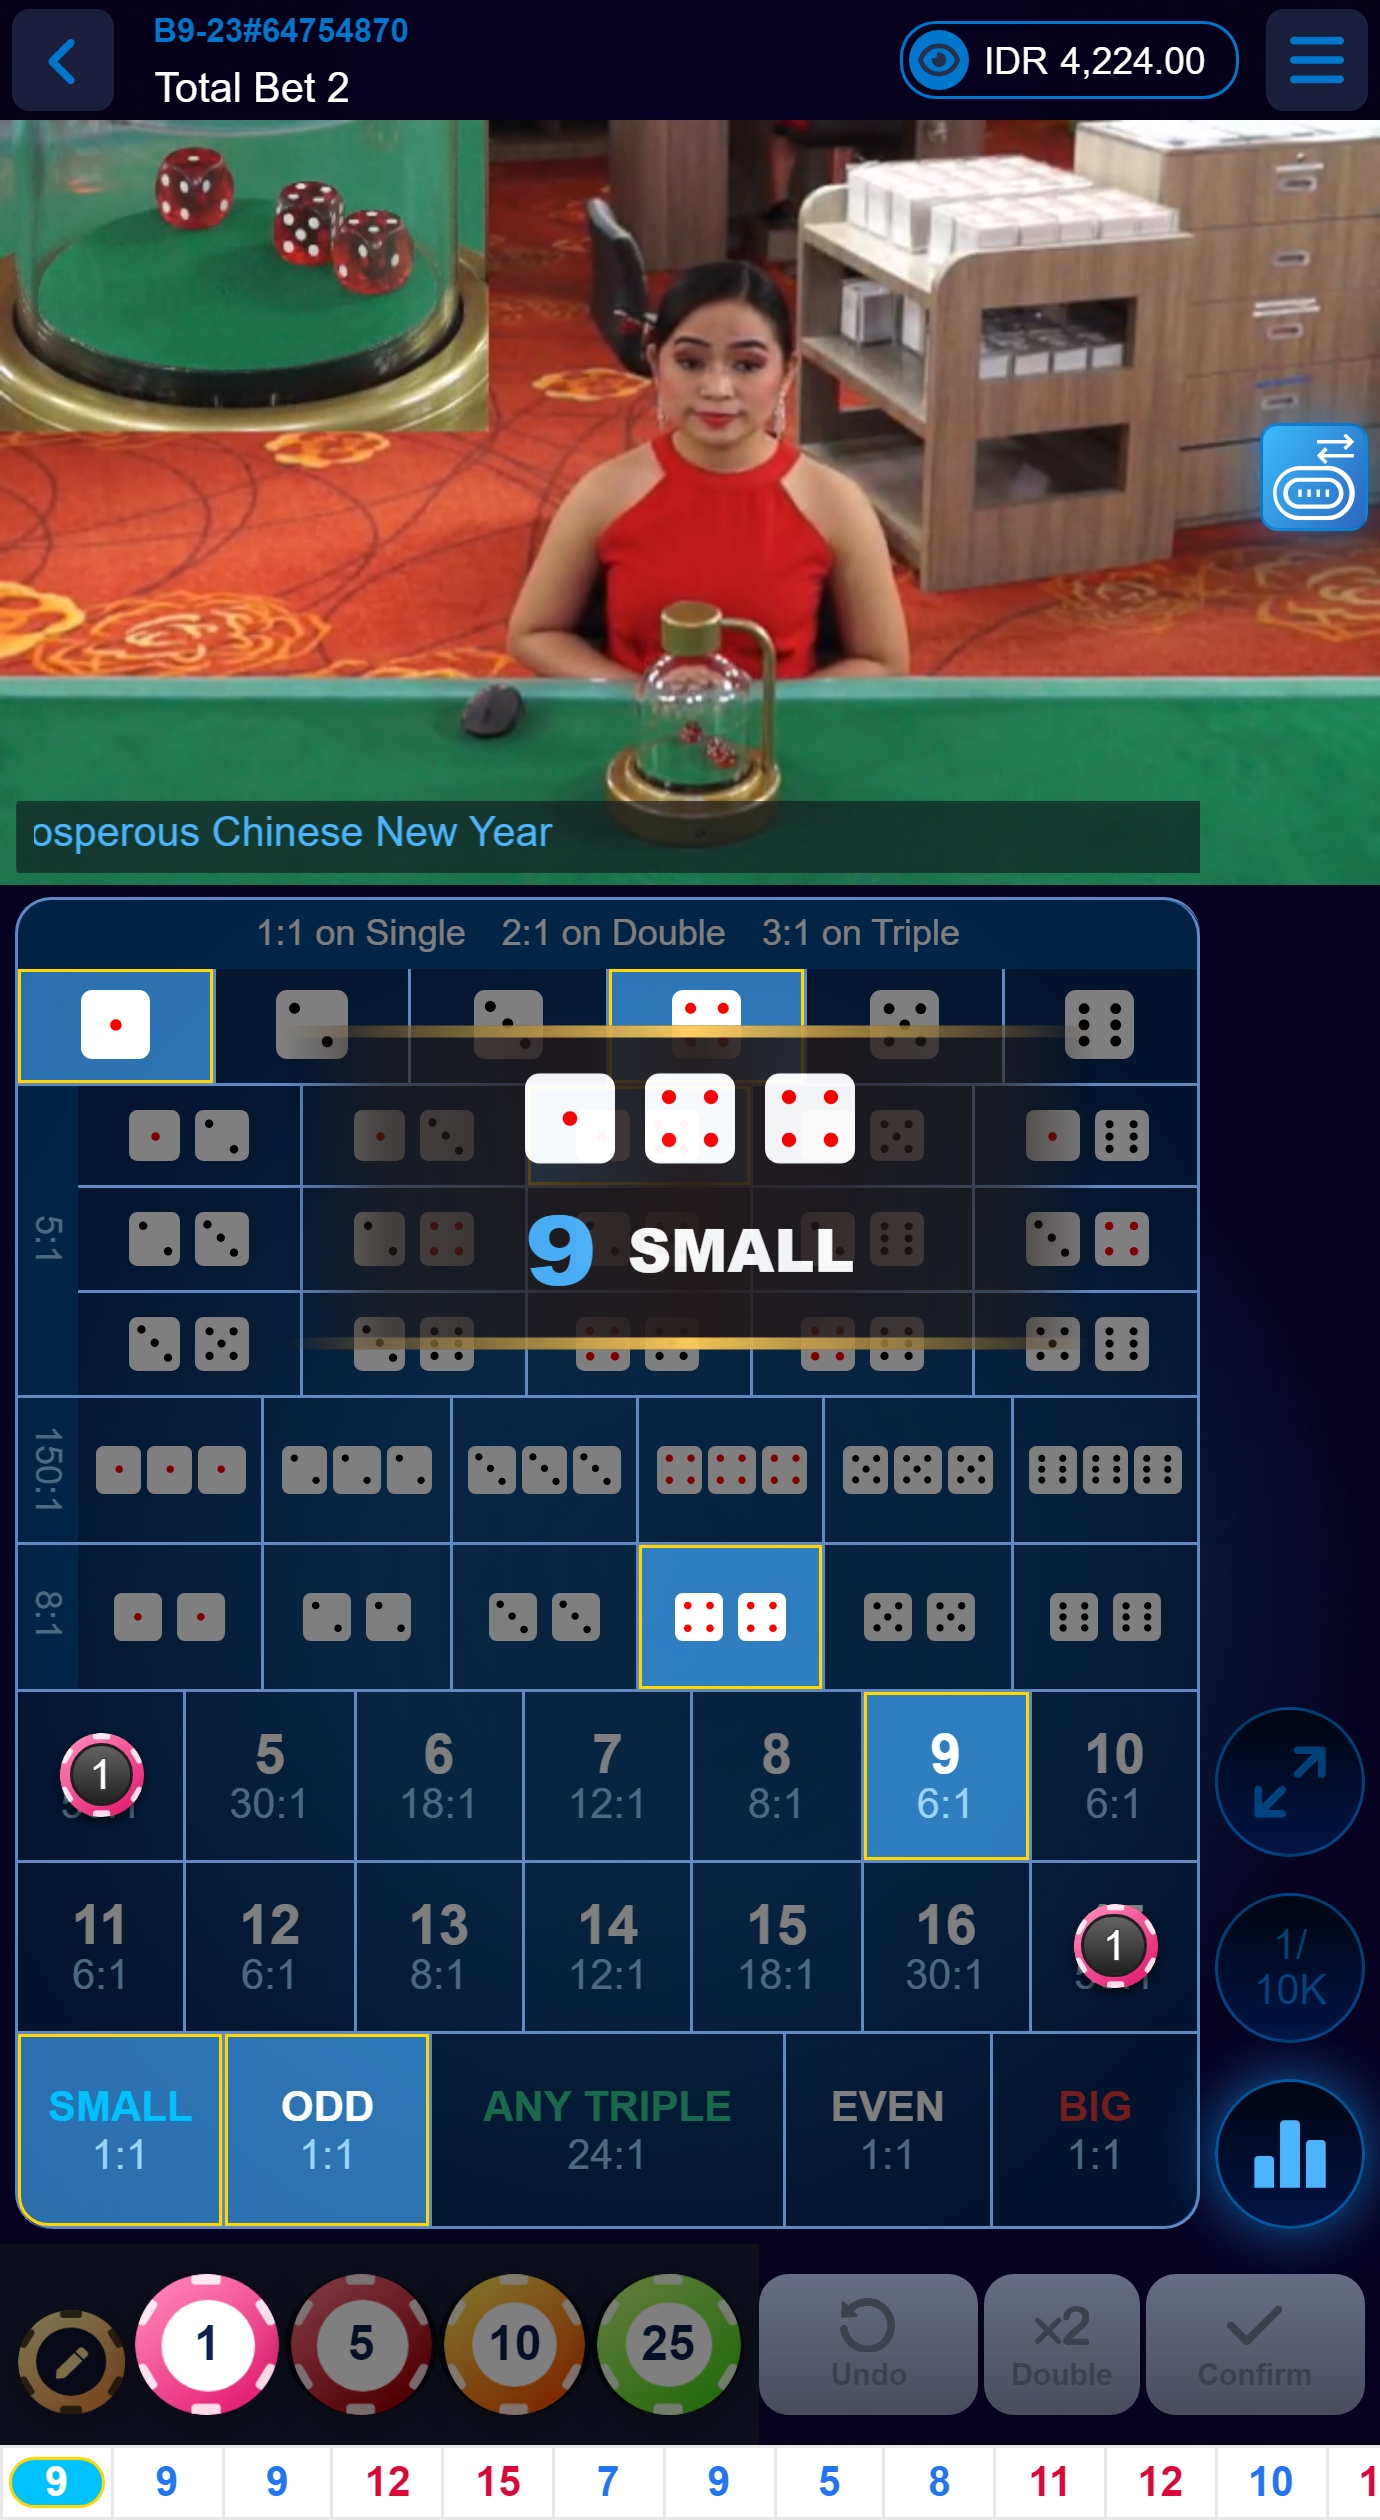 B9-23#64754870
Total Bet 2
IDR 4,224.00
osperous Chinese New Year
1:1 on Single 2:1 on Double 3:1 on Triple
5:1
9 SMALL
150:1
8:1
1
5 6 7 8 9 10
30:1 18:1 12:1 8:1 6:1 6:1
11 12 13 14 15 16
6:1 6:1 8:1 12:1 18:1 30:1
1
1/
10K
SMALL ODD ANY TRIPLE EVEN BIG
1:1 1:1 24:1 1:1 1:1
1 5 10 25
x2
Undo Double Confirm
9 9 9 12 15 7 9 5 8 11 12 10